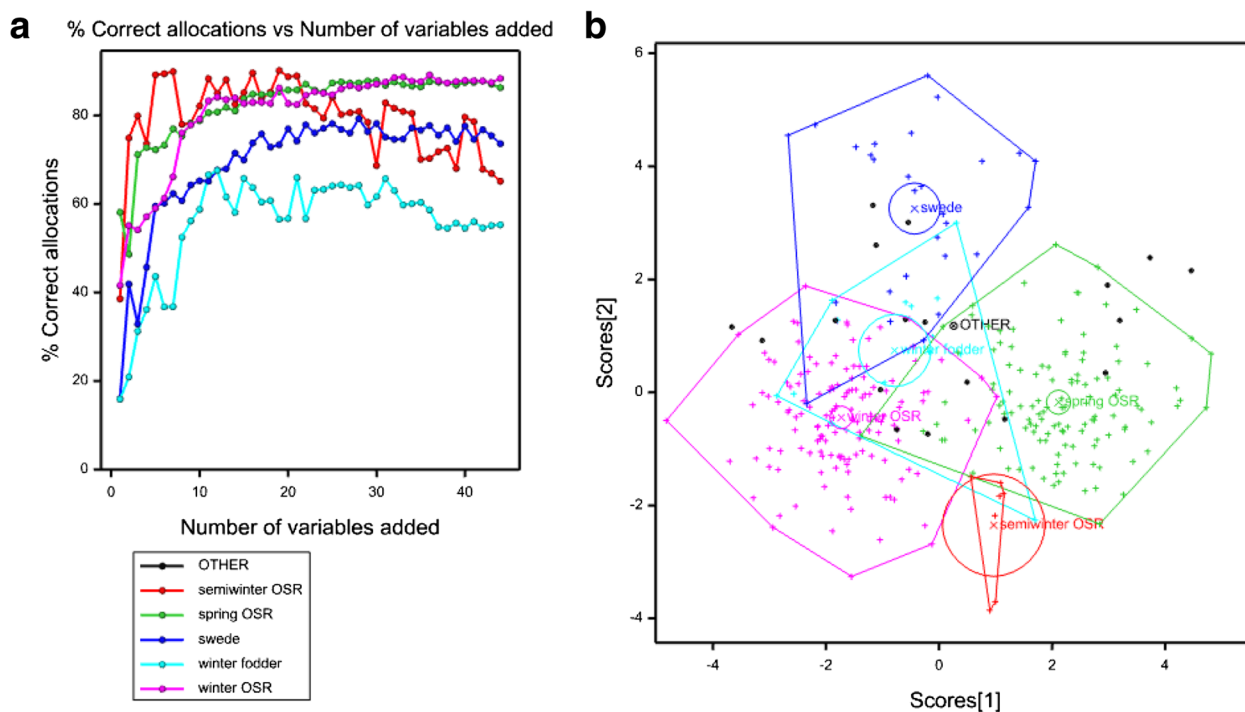 a
% Correct allocations vs Number of variables added
% Correct allocations
80
60
40
20
0
0 10 20 30 40
Number of variables added
OTHER
semiwinter OSR
spring OSR
swede
winter fodder
winter OSR
b
Scores[2]
6
4
2
0
-2
-4
swede
OTHER
winter fodder
spring OSR
winter OSR
semiwinter OSR
-4 -2 0 2 4
Scores[1]